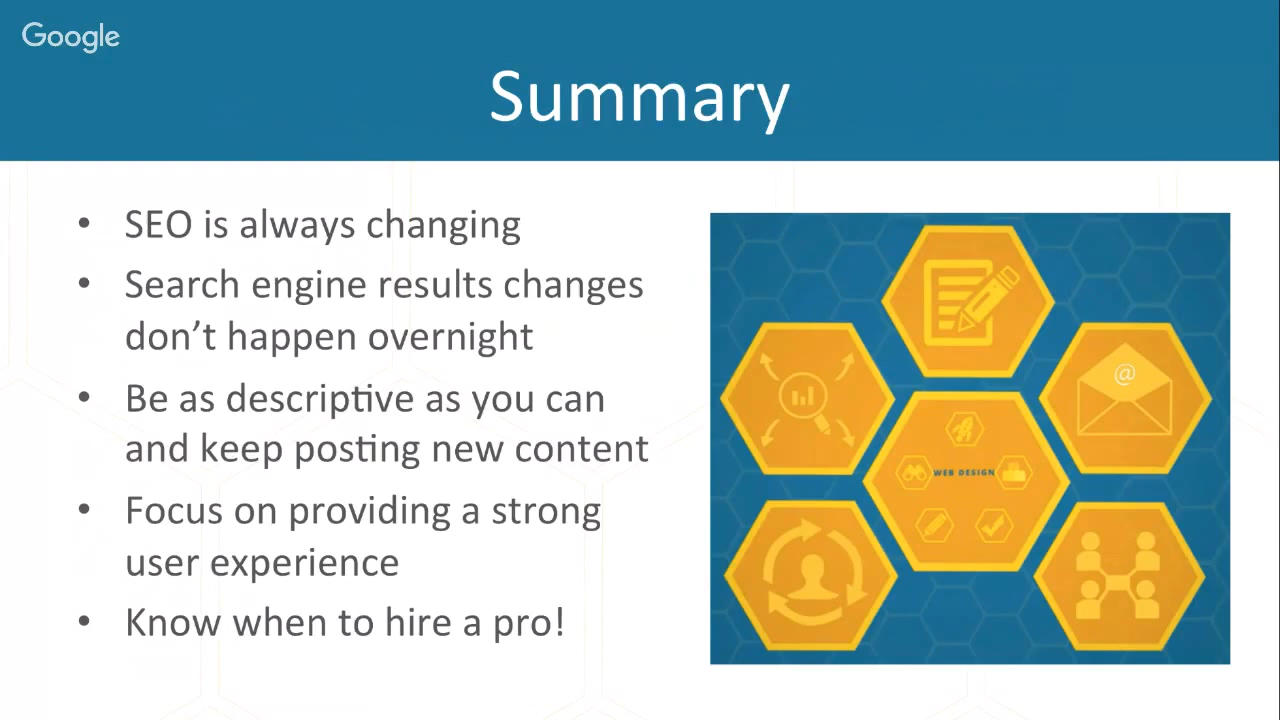 Google
Summary
• SEO is always changing
• Search engine results changes
don’t happen overnight
• Be as descriptive as you can
and keep posting new content
• Focus on providing a strong
user experience
• Know when to hire a pro!
@
WEB DESIGN